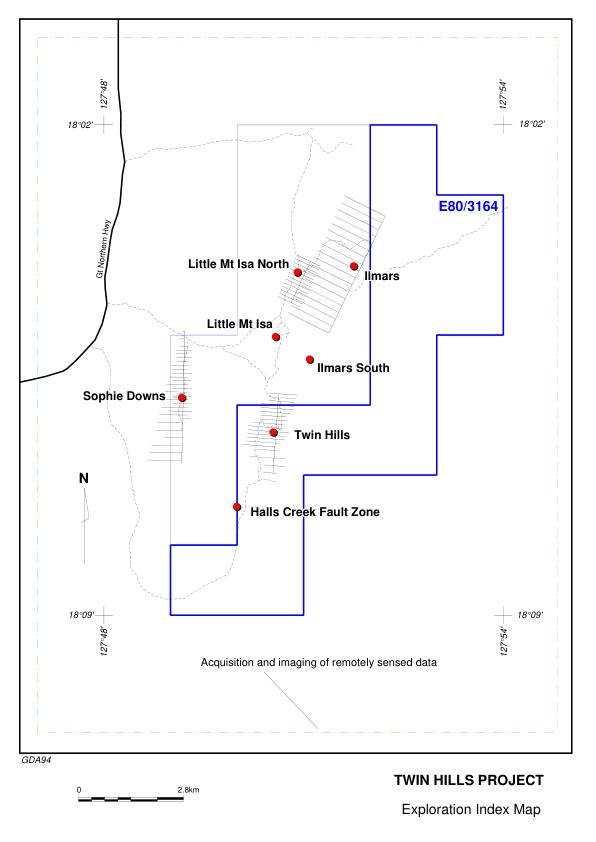 127°48'
127°54'
18°02'
18°02'
E80/3164
Gt Northern Hwy
Little Mt Isa North
Ilmars
Little Mt Isa
Ilmars South
Sophie Downs
Twin Hills
N
Halls Creek Fault Zone
18°09'
18°09'
127°48'
127°54'
Acquisition and imaging of remotely sensed data
GDA94
TWIN HILLS PROJECT
0 2.8km
Exploration Index Map